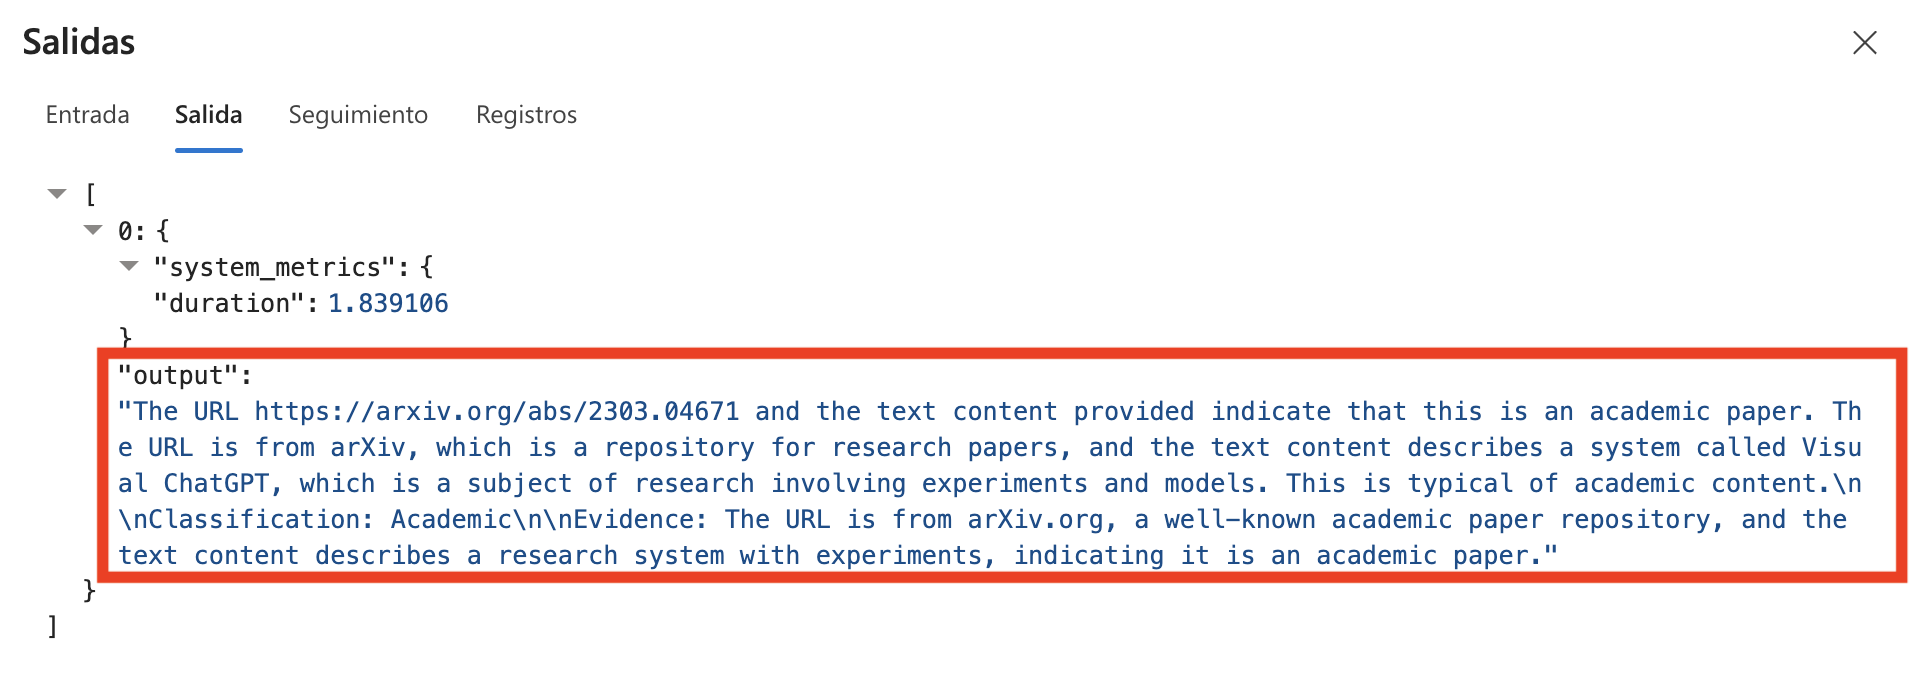 Salidas
Entrada Salida Seguimiento Registros
[
0: {
"system_metrics": {
"duration": 1.839106
}
"output":
"The URL https://arxiv.org/abs/2303.04671 and the text content provided indicate that this is an academic paper. Th
e URL is from arXiv, which is a repository for research papers, and the text content describes a system called Visu
al ChatGPT, which is a subject of research involving experiments and models. This is typical of academic content.\n
\nClassification: Academic\n\nEvidence: The URL is from arXiv.org, a well-known academic paper repository, and the
text content describes a research system with experiments, indicating it is an academic paper."
}
]